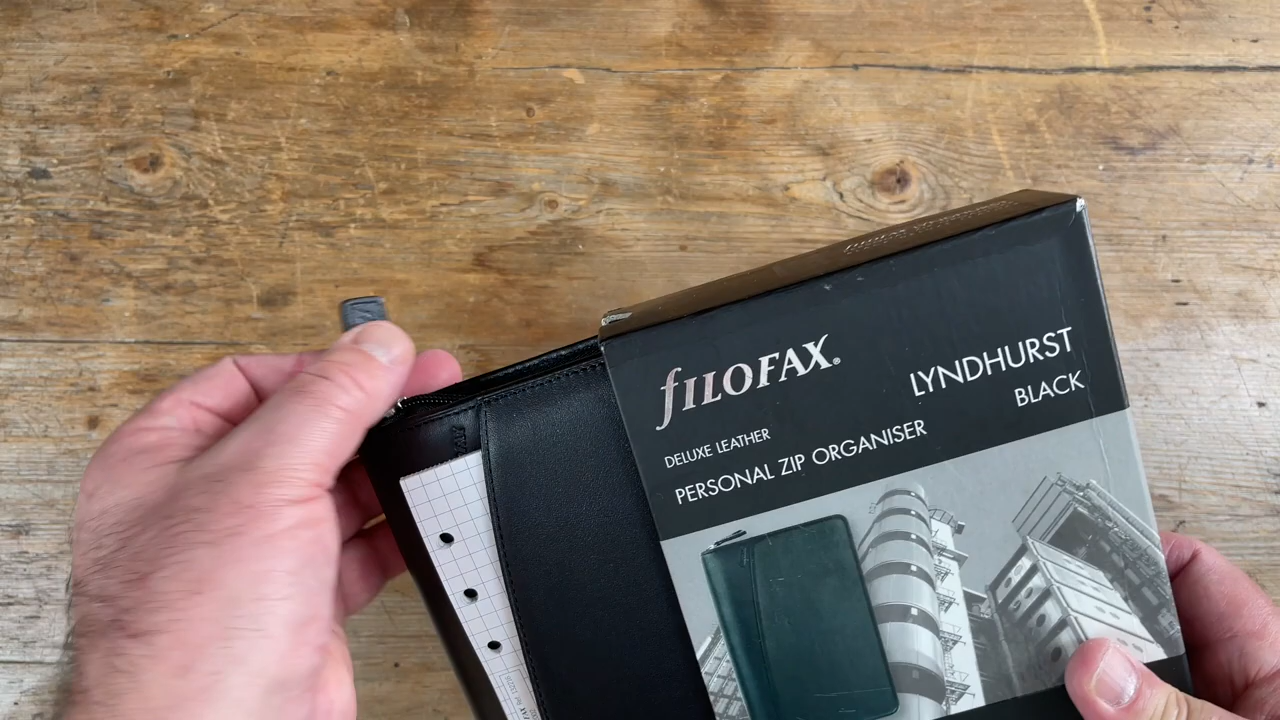 fILOFAX®
LYNDHURST
BLACK
DELUXE LEATHER
PERSONAL ZIP ORGANISER